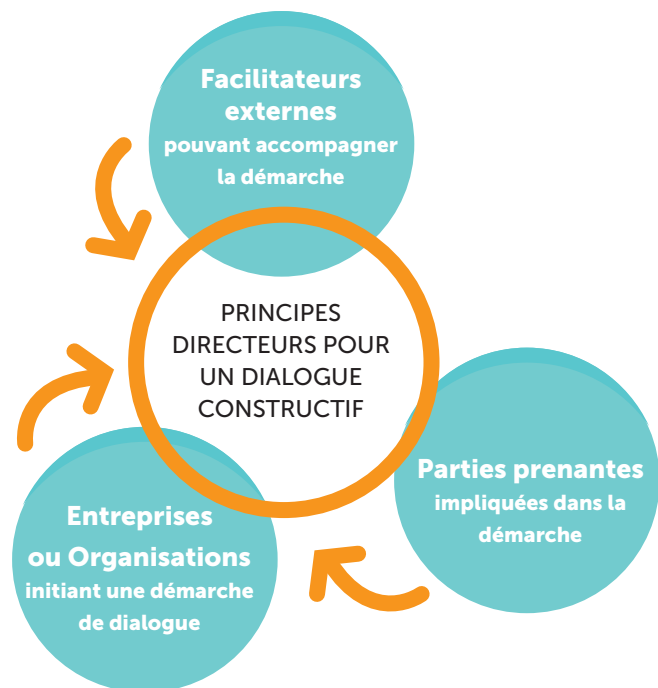 Facilitateurs
externes
pouvant accompagner
la démarche
PRINCIPES
DIRECTEURS POUR
UN DIALOGUE
CONSTRUCTIF
Parties prenantes
impliquées dans la
démarche
Entreprises
ou Organisations
initiant une démarche
de dialogue